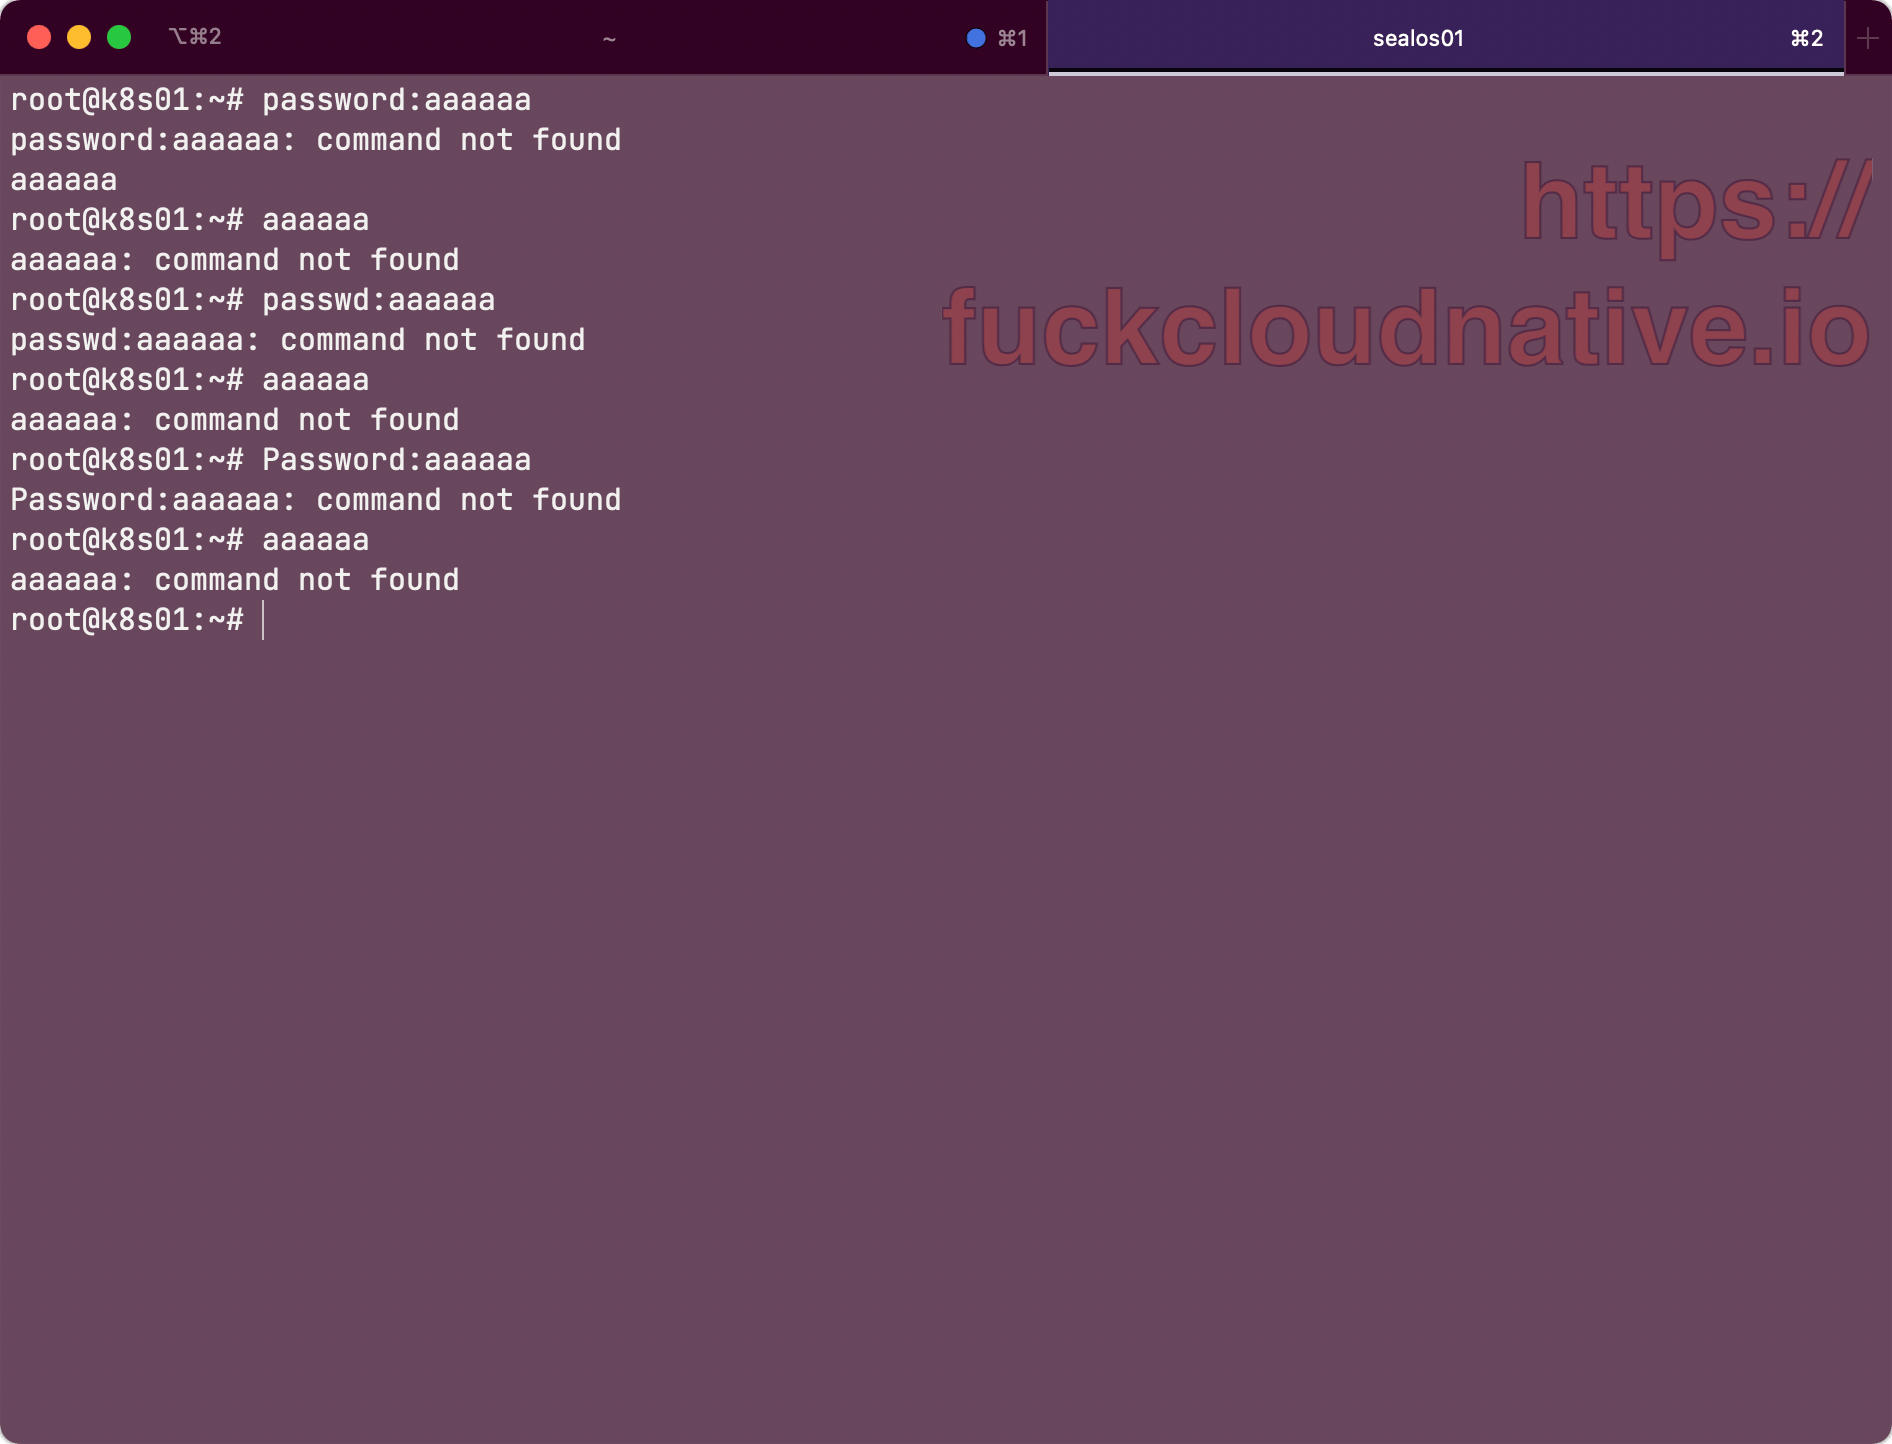 ⌥⌘2
~
⌘1
sealos01
⌘2
root@k8s01:~# password:aaaaaa
password:aaaaaa: command not found
aaaaaa
root@k8s01:~# aaaaaa
aaaaaa: command not found
root@k8s01:~# passwd:aaaaaa
passwd:aaaaaa: command not found
root@k8s01:~# aaaaaa
aaaaaa: command not found
root@k8s01:~# Password:aaaaaa
Password:aaaaaa: command not found
root@k8s01:~# aaaaaa
aaaaaa: command not found
root@k8s01:~#
https://
fuckcloudnative.io